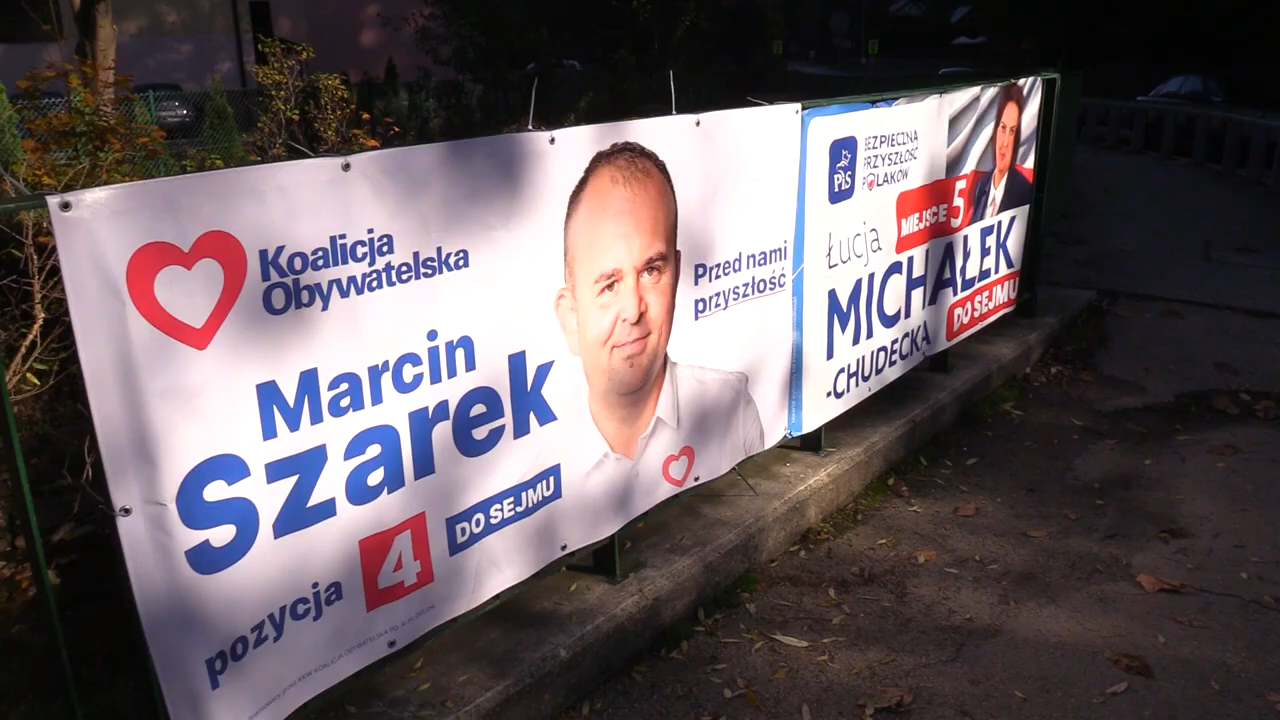 Koalicja
Obywatelska
Marcin
Szarek
pozycja 4 DO SEJMU
Przed nami
przyszłość
PiS
BEZPIECZNA
PRZYSZŁOŚĆ
POLAKÓW
MIEJSCE 5
Łucja
MICHAŁEK
-CHUDECKA
DO SEJMU